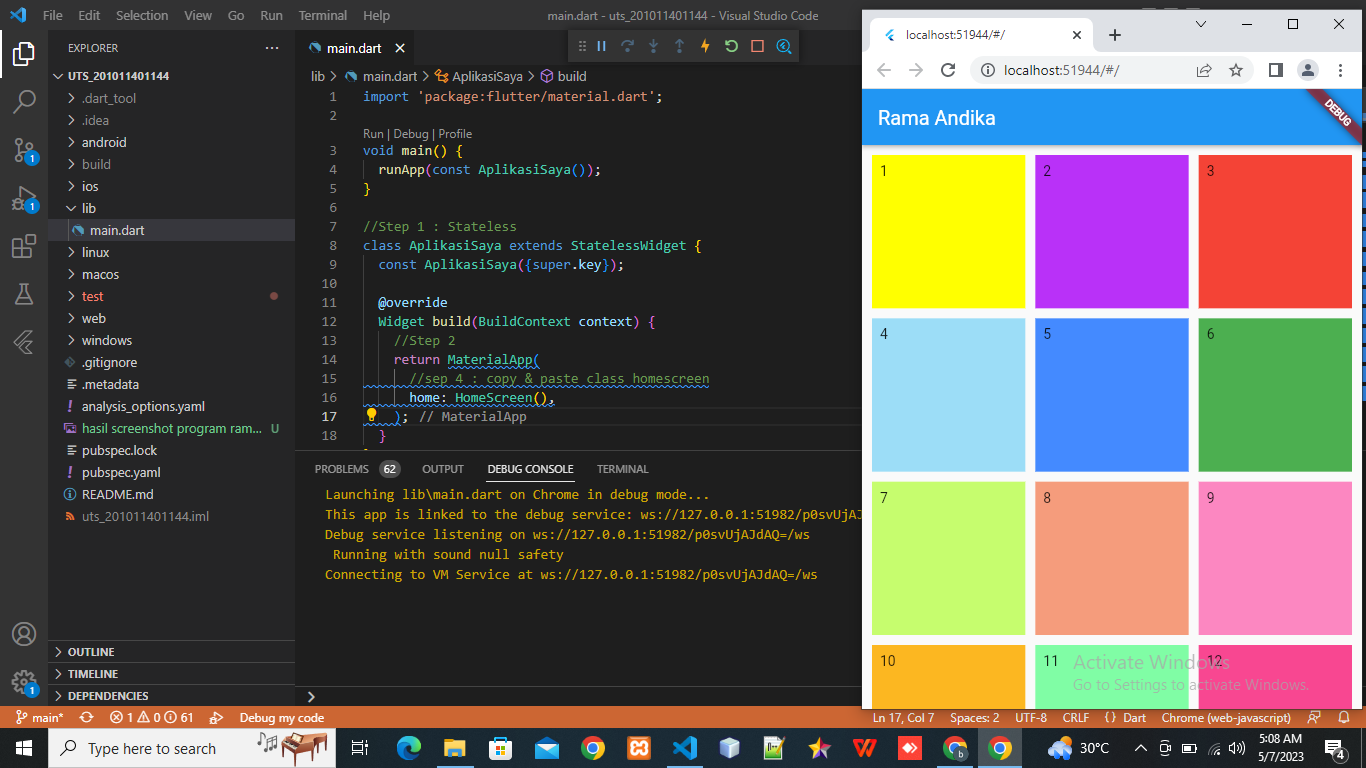 File Edit Selection View Go Run Terminal Help
main.dart - uts_201011401144 - Visual Studio Code
EXPLORER
UTS_201011401144
.dart_tool
.idea
android
build
ios
lib
main.dart
linux
macos
test
web
windows
.gitignore
.metadata
analysis_options.yaml
hasil screenshot program ram... U
pubspec.lock
pubspec.yaml
README.md
uts_201011401144.iml
OUTLINE
TIMELINE
DEPENDENCIES
1
1
1
main.dart
lib > main.dart > AplikasiSaya > build
1 import 'package:flutter/material.dart';
2
Run | Debug | Profile
3 void main() {
4 runApp(const AplikasiSaya());
5 }
6
7 //Step 1 : Stateless
8 class AplikasiSaya extends StatelessWidget {
9 const AplikasiSaya({super.key});
10
11 @override
12 Widget build(BuildContext context) {
13 //Step 2
14 return MaterialApp(
15 //sep 4 : copy & paste class homescreen
16 home: HomeScreen(),
17 ); // MaterialApp
18 }
PROBLEMS 62 OUTPUT DEBUG CONSOLE TERMINAL
Launching lib\main.dart on Chrome in debug mode...
This app is linked to the debug service: ws://127.0.0.1:51982/p0svUjAJ
Debug service listening on ws://127.0.0.1:51982/p0svUjAJdAQ=/ws
Running with sound null safety
Connecting to VM Service at ws://127.0.0.1:51982/p0svUjAJdAQ=/ws
localhost:51944/#/
localhost:51944/#/
Rama Andika
DEBUG
1 2 3
4 5 6
7 8 9
10 11 12
Activate Windows
Go to Settings to activate Windows.
main* 1 0 61 Debug my code
Ln 17, Col 7 Spaces: 2 UTF-8 CRLF {} Dart Chrome (web-javascript)
Type here to search
30°C
5:08 AM
5/7/2023
4